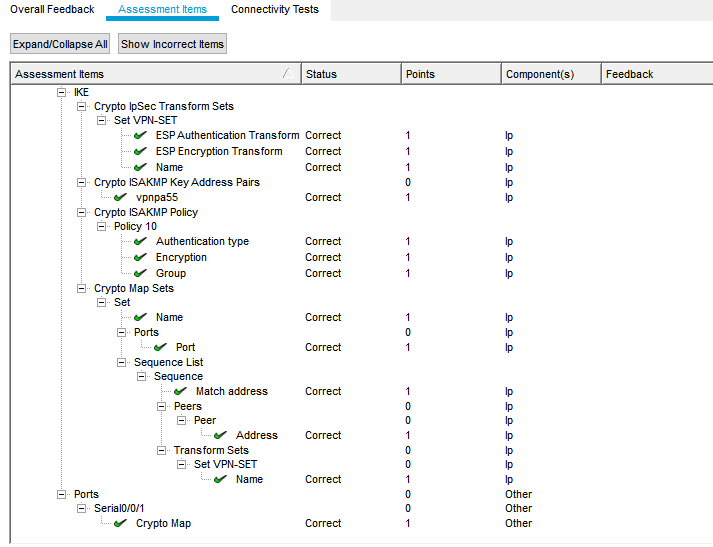 Overall Feedback Assessment Items Connectivity Tests
Expand/Collapse All Show Incorrect Items
Assessment Items Status Points Component(s) Feedback
IKE
Crypto IpSec Transform Sets
Set VPN-SET
ESP Authentication Transform Correct 1 Ip
ESP Encryption Transform Correct 1 Ip
Name Correct 1 Ip
Crypto ISAKMP Key Address Pairs 0 Ip
vpnpa55 Correct 1 Ip
Crypto ISAKMP Policy
Policy 10
Authentication type Correct 1 Ip
Encryption Correct 1 Ip
Group Correct 1 Ip
Crypto Map Sets
Set
Name Correct 1 Ip
Ports 0 Ip
Port Correct 1 Ip
Sequence List
Sequence
Match address Correct 1 Ip
Peers 0 Ip
Peer 0 Ip
Address Correct 1 Ip
Transform Sets 0 Ip
Set VPN-SET 0 Ip
Name Correct 1 Ip
Ports 0 Other
Serial0/0/1 0 Other
Crypto Map Correct 1 Other